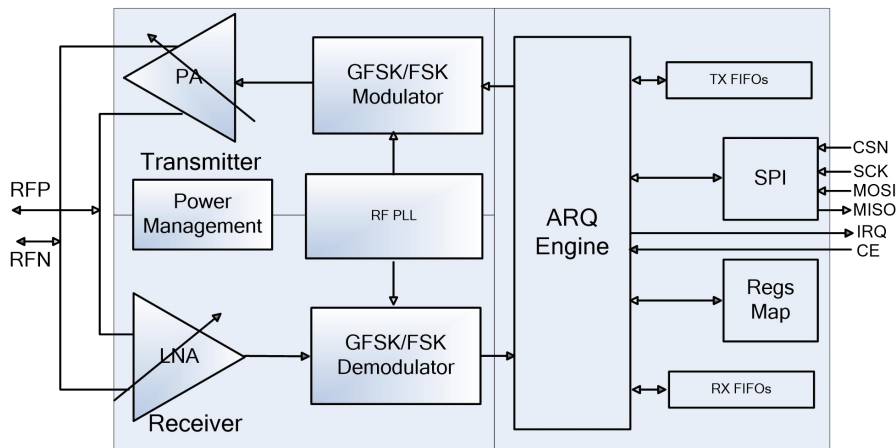 PA
GFSK/FSK
Modulator
Transmitter
Power
Management
RF PLL
RFP
RFN
LNA
Receiver
GFSK/FSK
Demodulator
ARQ
Engine
TX FIFOs
SPI
CSN
SCK
MOSI
MISO
IRQ
CE
Regs
Map
RX FIFOs